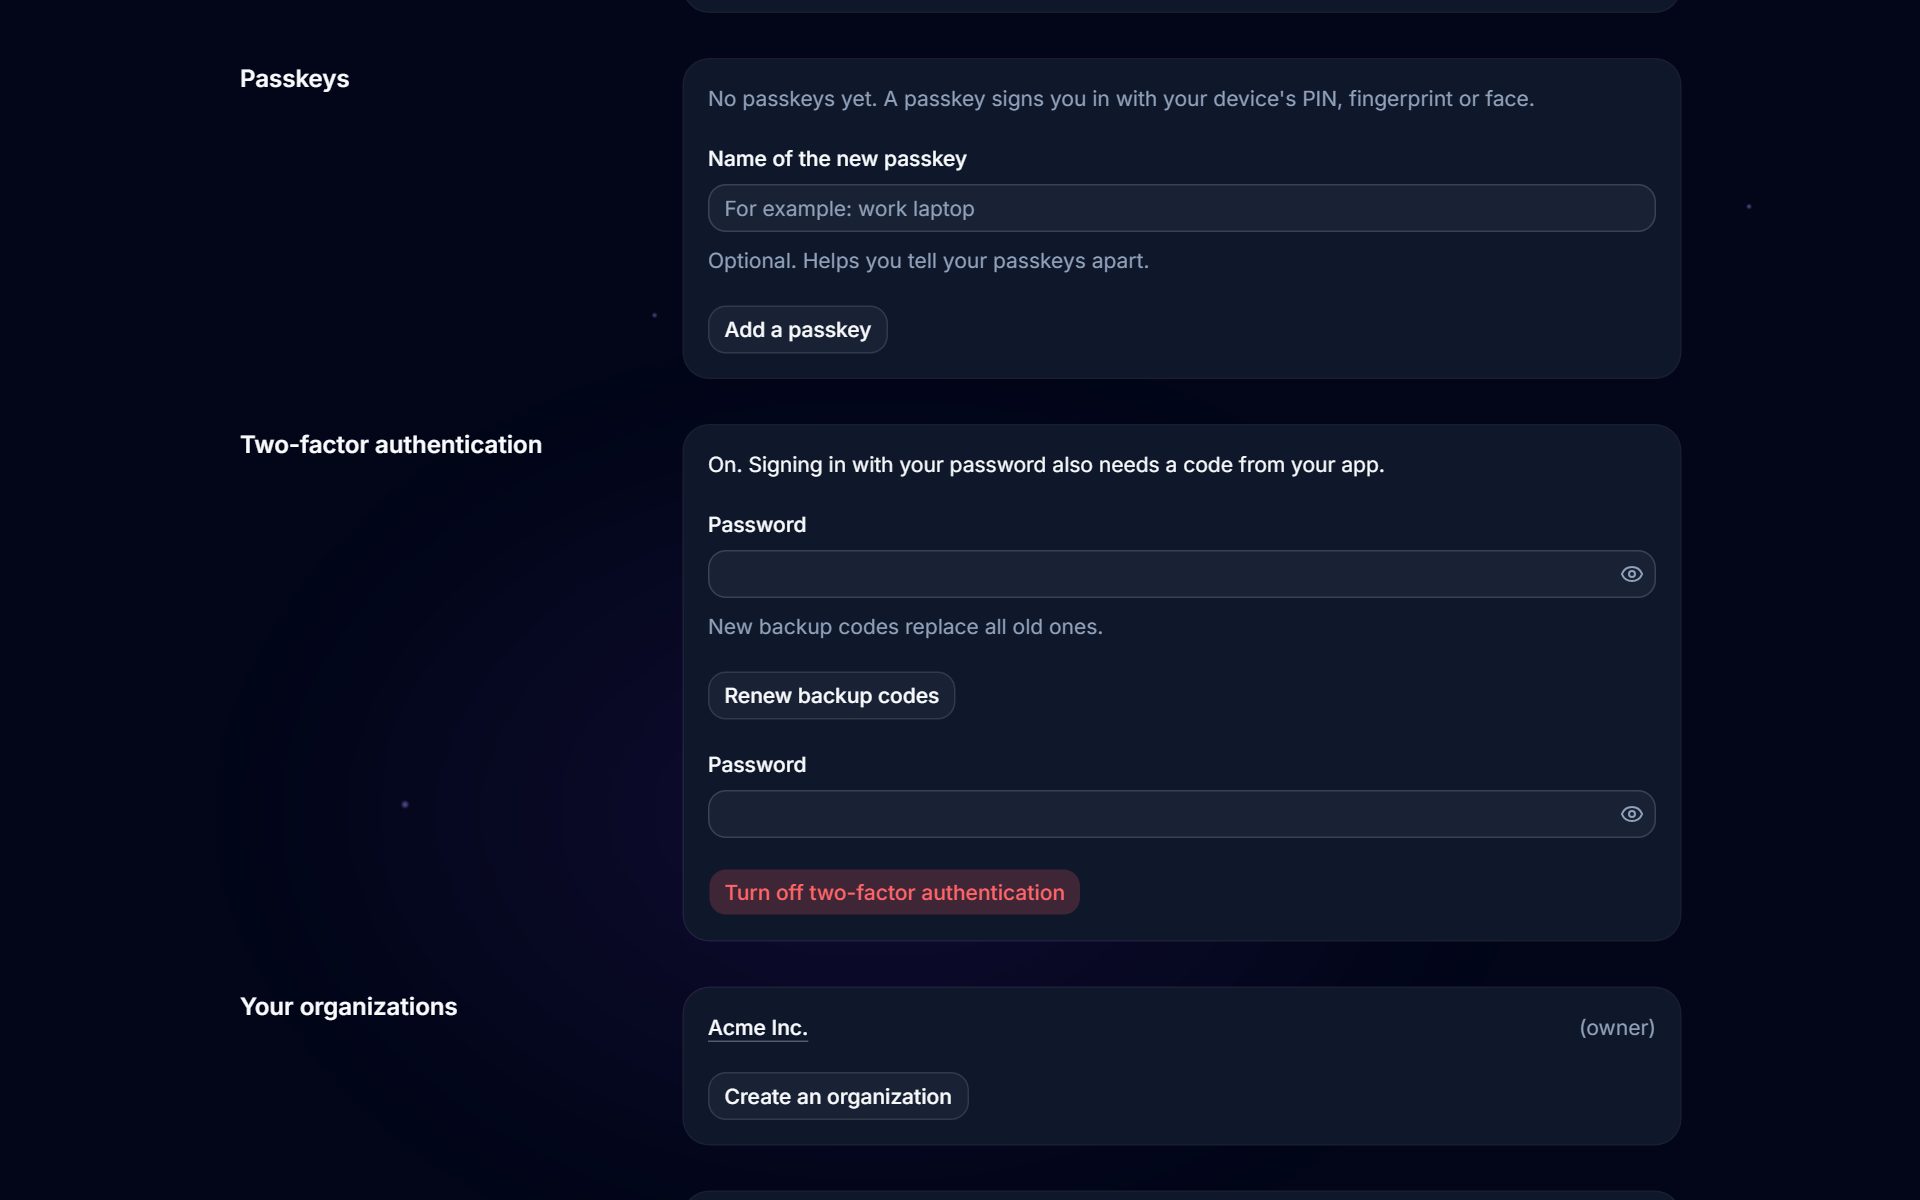 Passkeys
No passkeys yet. A passkey signs you in with your device's PIN, fingerprint or face.
Name of the new passkey
For example: work laptop
Optional. Helps you tell your passkeys apart.
Add a passkey
Two-factor authentication
On. Signing in with your password also needs a code from your app.
Password
New backup codes replace all old ones.
Renew backup codes
Password
Turn off two-factor authentication
Your organizations
Acme Inc.
(owner)
Create an organization